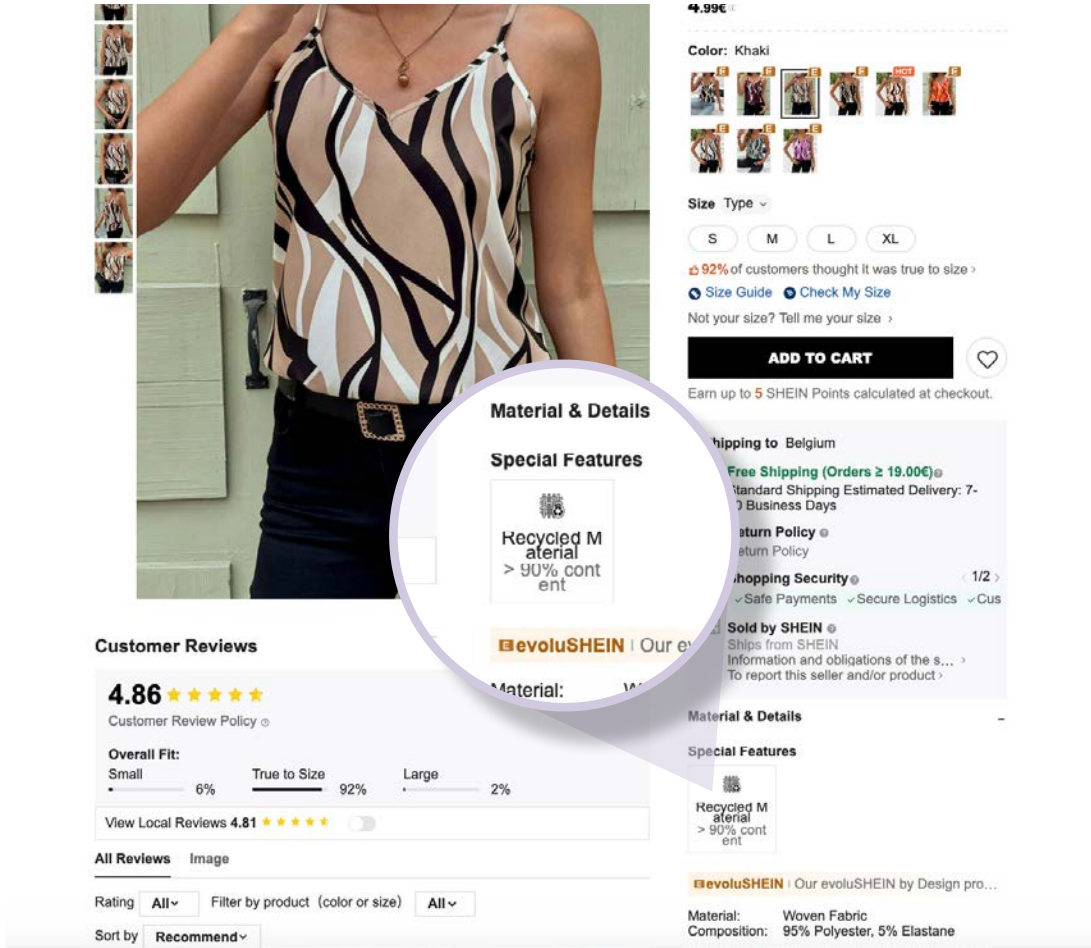 4.99€
Color: Khaki
E
E
E
E
HOT
E
E
E
E
Size Type
S
M
L
XL
92% of customers thought it was true to size >
Size Guide
Check My Size
Not your size? Tell me your size >
ADD TO CART
Earn up to 5 SHEIN Points calculated at checkout.
Material & Details
Special Features
Recycled M
aterial
> 90% cont
ent
E evoluSHEIN | Our ev
Material:
hipping to Belgium
Free Shipping (Orders ≥ 19.00€)
Standard Shipping Estimated Delivery: 7-
0 Business Days
eturn Policy
eturn Policy
hopping Security
1/2
Safe Payments
Secure Logistics
Cus
Sold by SHEIN
Ships from SHEIN
Information and obligations of the s... >
To report this seller and/or product >
Material & Details
–
Special Features
Recycled M
aterial
> 90% cont
ent
E evoluSHEIN | Our evoluSHEIN by Design pro...
Material: Woven Fabric
Composition: 95% Polyester, 5% Elastane
Customer Reviews
4.86
Customer Review Policy
Overall Fit:
Small
6%
True to Size
92%
Large
2%
View Local Reviews 4.81
All Reviews
Image
Rating
All
Filter by product (color or size)
All
Sort by
Recommend